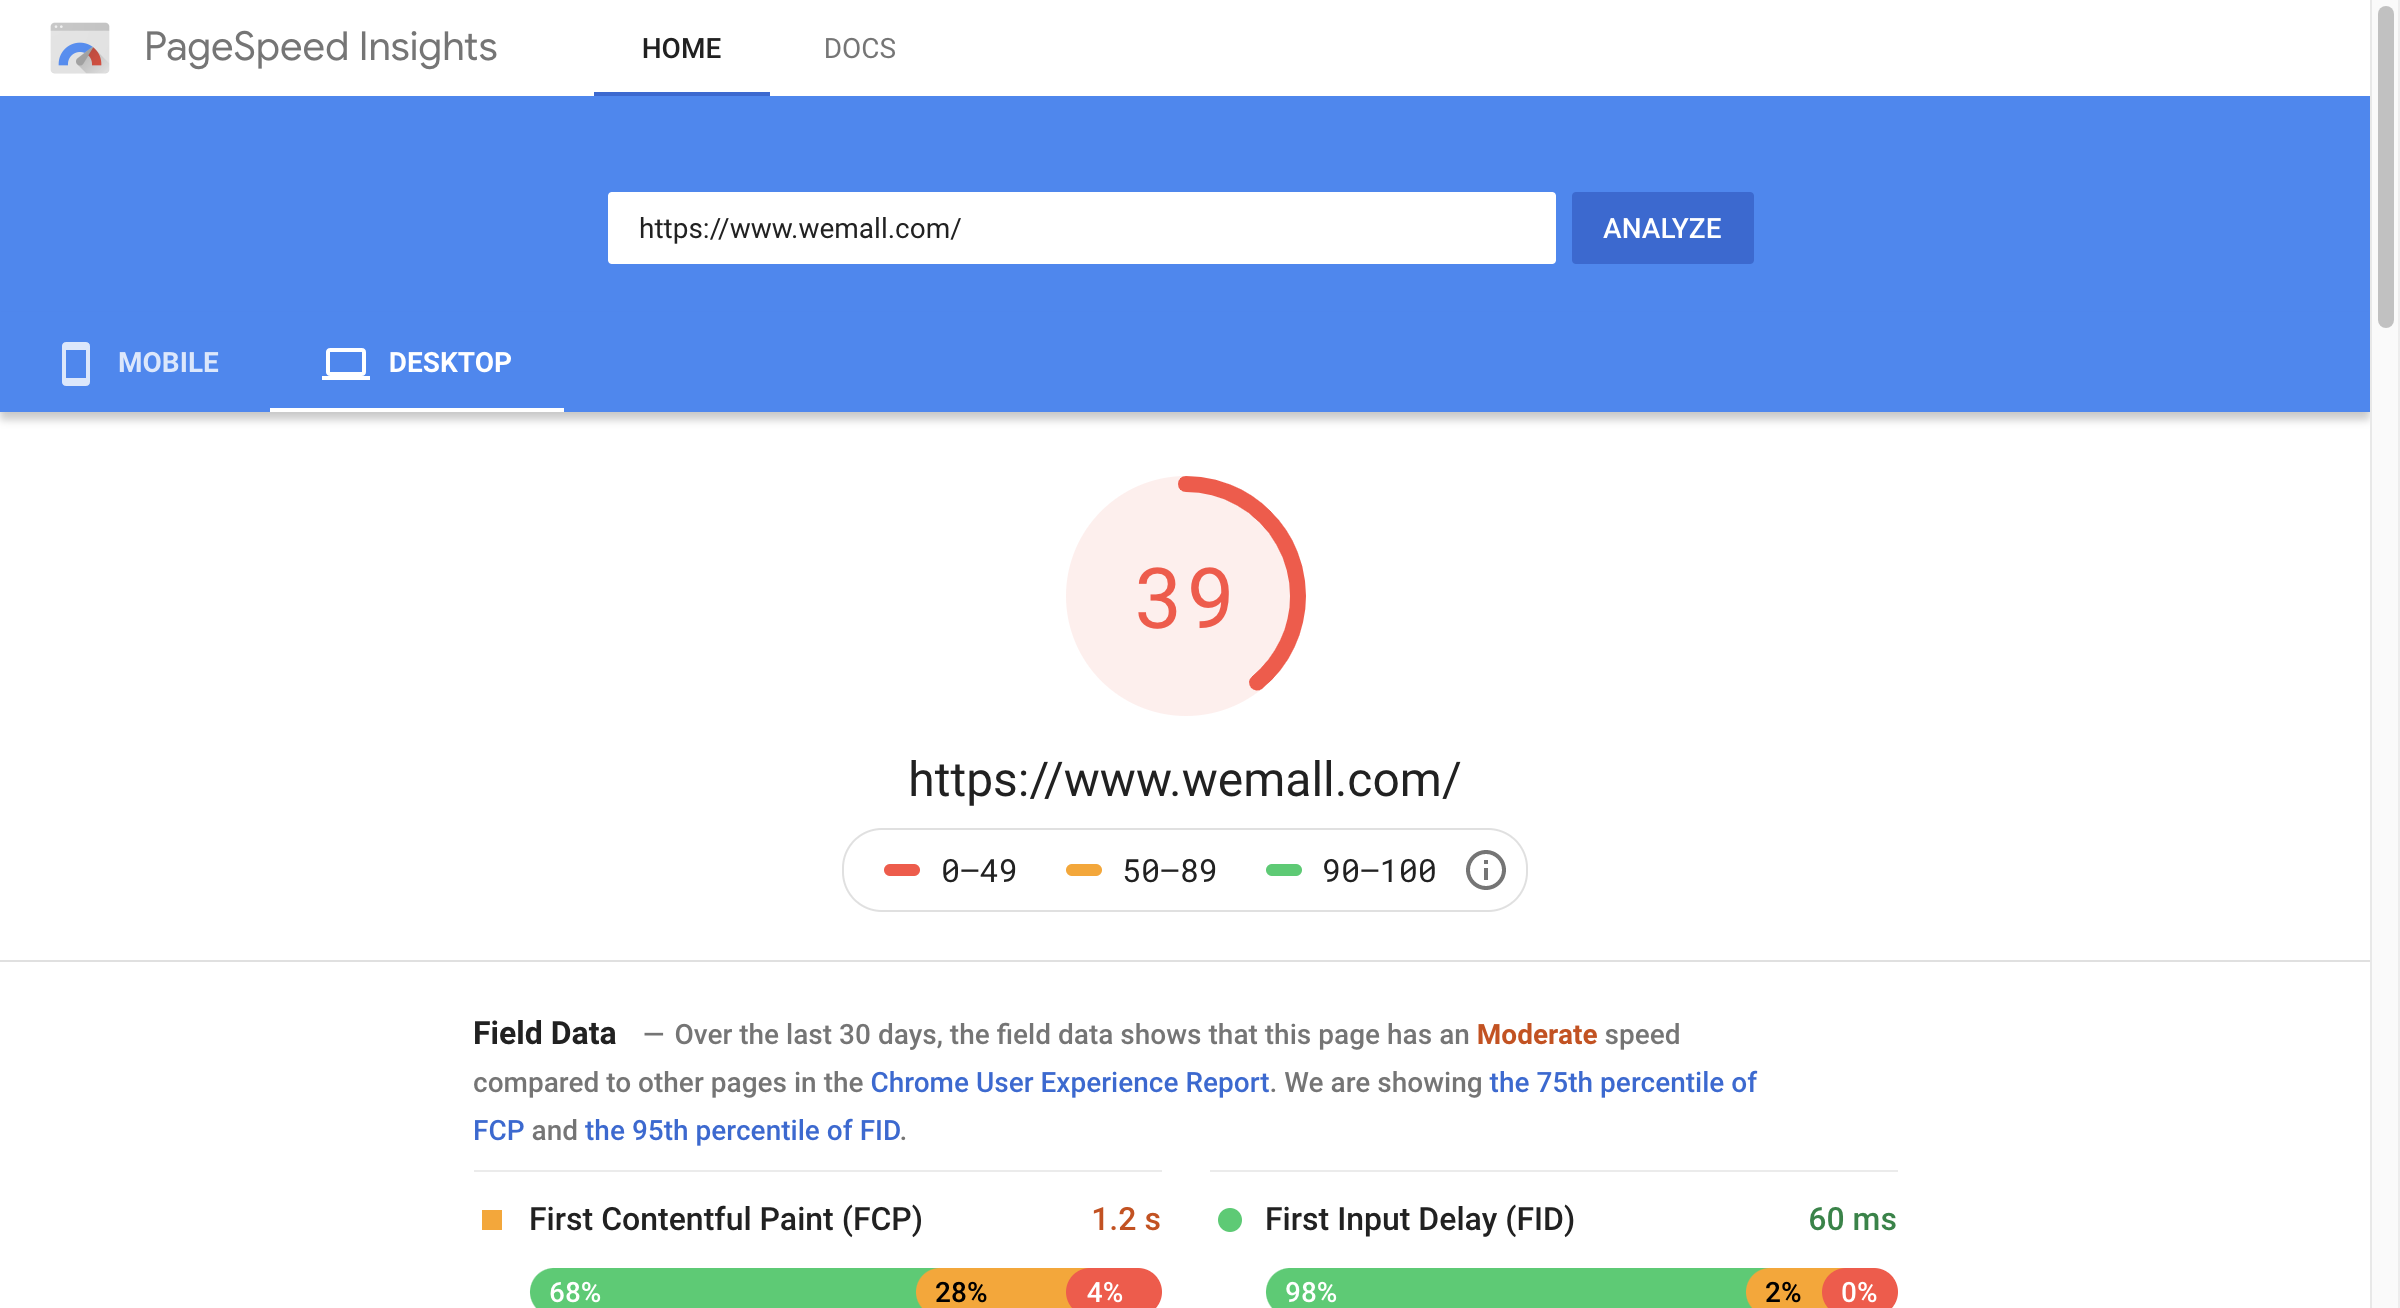 PageSpeed Insights
HOME
DOCS
https://www.wemall.com/
ANALYZE
MOBILE
DESKTOP
39
https://www.wemall.com/
0–49
50–89
90–100
Field Data — Over the last 30 days, the field data shows that this page has an Moderate speed
compared to other pages in the Chrome User Experience Report. We are showing the 75th percentile of
FCP and the 95th percentile of FID.
First Contentful Paint (FCP)
1.2 s
68%
28%
4%
First Input Delay (FID)
60 ms
98%
2%
0%